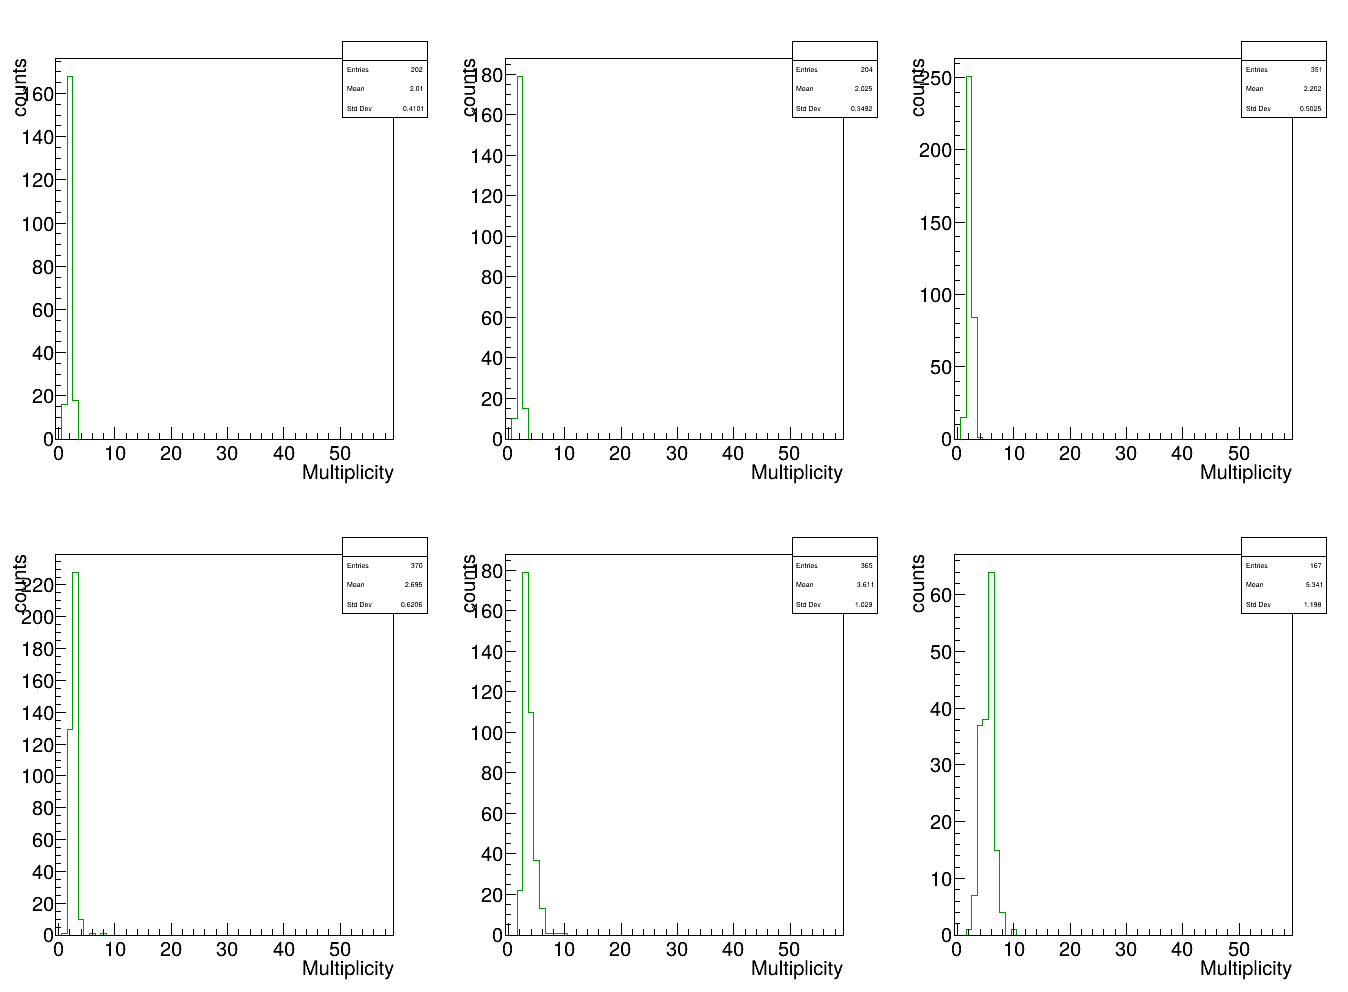 counts
160
140
120
100
80
60
40
20
0
0 10 20 30 40 50
Multiplicity
Entries 202
Mean 2.01
Std Dev 0.4101
counts
180
160
140
120
100
80
60
40
20
0
0 10 20 30 40 50
Multiplicity
Entries 204
Mean 2.025
Std Dev 0.3492
counts
250
200
150
100
50
0
0 10 20 30 40 50
Multiplicity
Entries 351
Mean 2.202
Std Dev 0.5025
counts
220
200
180
160
140
120
100
80
60
40
20
0
0 10 20 30 40 50
Multiplicity
Entries 370
Mean 2.695
Std Dev 0.6206
counts
180
160
140
120
100
80
60
40
20
0
0 10 20 30 40 50
Multiplicity
Entries 365
Mean 3.611
Std Dev 1.029
counts
60
50
40
30
20
10
0
0 10 20 30 40 50
Multiplicity
Entries 167
Mean 5.341
Std Dev 1.198